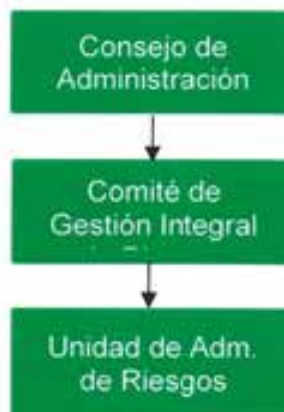 Consejo de
Administración
Comité de
Gestión Integral
Unidad de Adm.
de Riesgos